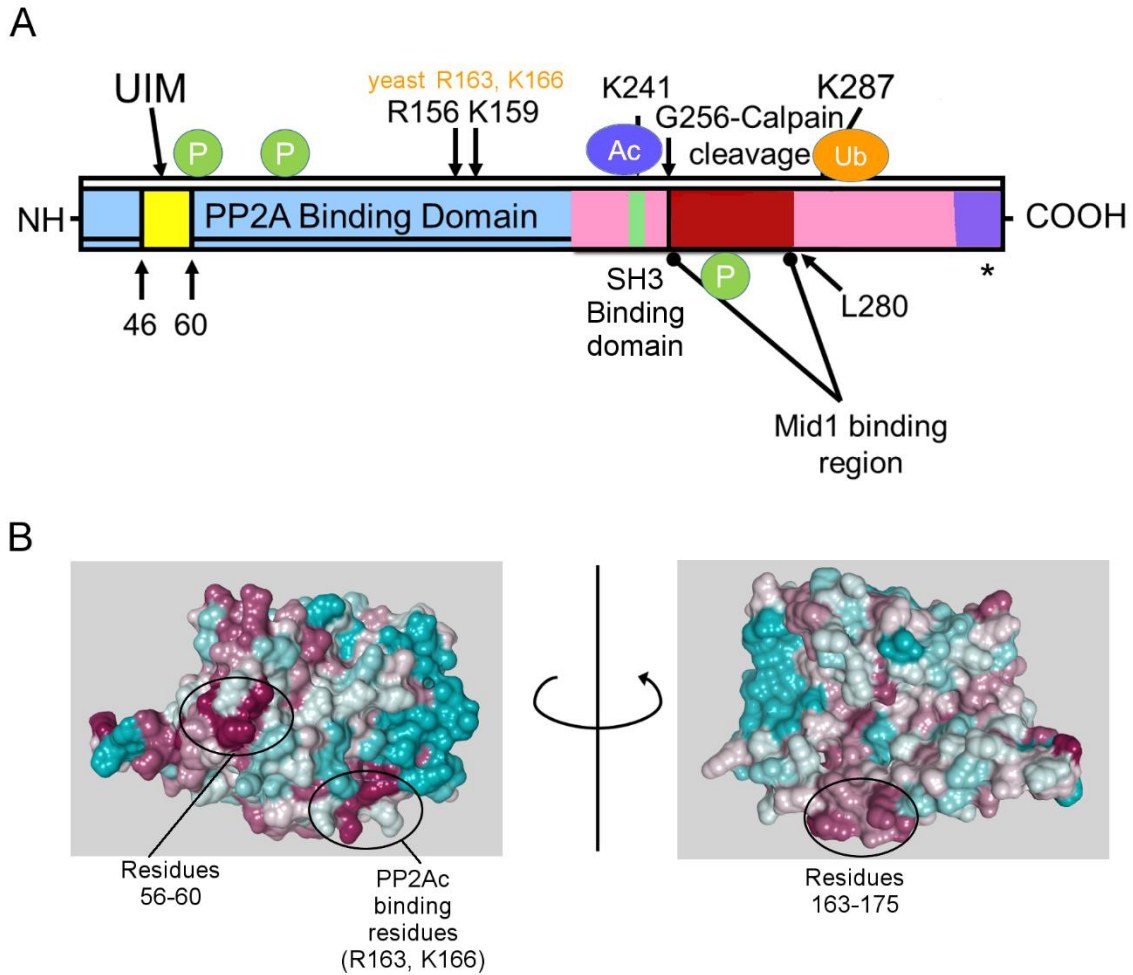 A
yeast R163, K166
UIM
R156 K159
K241
K287
G256-Calpain
cleavage
P
P
Ac
Ub
NH
PP2A Binding Domain
COOH
*
46
60
SH3
Binding
domain
P
L280
Mid1 binding
region
B
Residues
56-60
PP2Ac
binding
residues
(R163, K166)
Residues
163-175